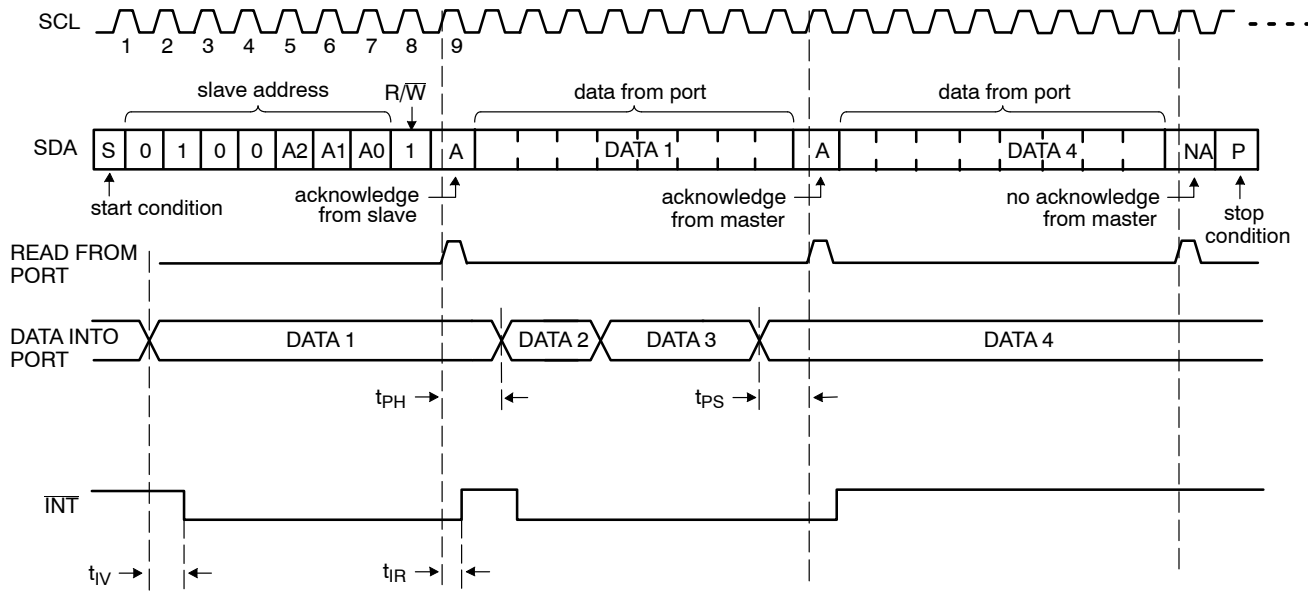 SCL
1 2 3 4 5 6 7 8 9
slave address R/W̅ data from port data from port
SDA S 0 1 0 0 A2 A1 A0 1 A DATA 1 A DATA 4 NA P
start condition
acknowledge
from slave
acknowledge
from master
no acknowledge
from master
stop
condition
READ FROM
PORT
DATA INTO
PORT
DATA 1 DATA 2 DATA 3 DATA 4
tPH tPS
I̅N̅T̅
tIV tIR